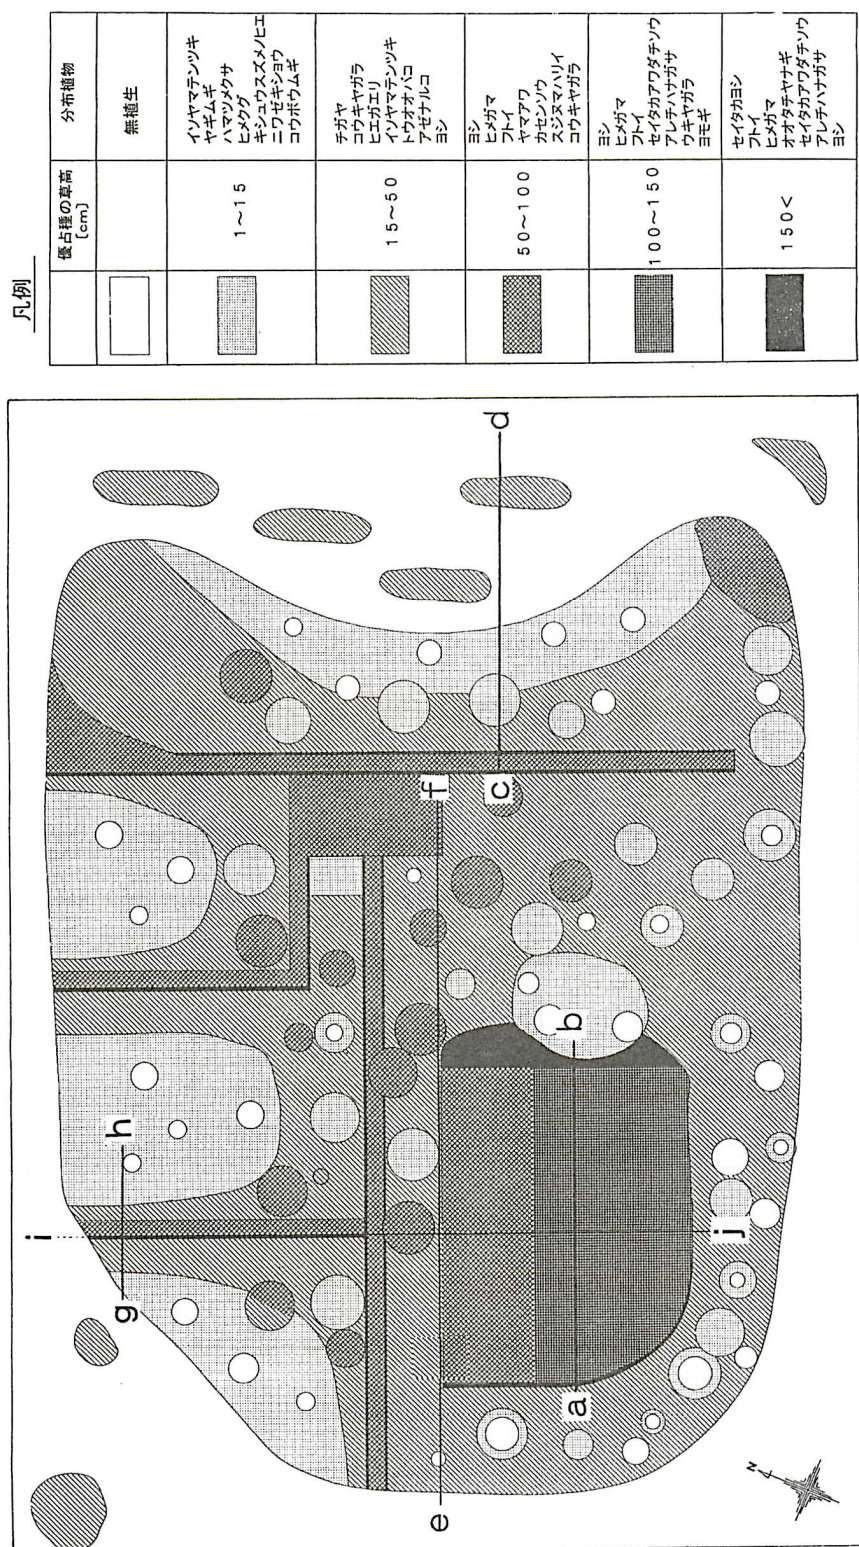 凡例
優占種の草高
[cm]
分布植物
無植生
1～15
イソヤマテンツキ
ヤギムギ
ハマツメクサ
ヒメクグ
キシュウスズメノヒエ
ニワゼキショウ
コウボウムギ
15～50
チガヤ
コウキヤガラ
ヒエガエリ
イソヤマテンツキ
トウオオバコ
アゼナルコ
ヨシ
50～100
ヨシ
ヒメガマ
フトイ
ヤマアワ
カセンソウ
スジヌマハリイ
コウキヤガラ
100～150
ヨシ
ヒメガマ
フトイ
セイタカアワダチソウ
アレチハナガサ
ウキヤガラ
ヨモギ
150<
セイタカヨシ
フトイ
ヒメガマ
オオタチヤナギ
セイタカアワダチソウ
アレチハナガサ
ヨシ
i
h
g
d
f
c
b
a
j
e
N